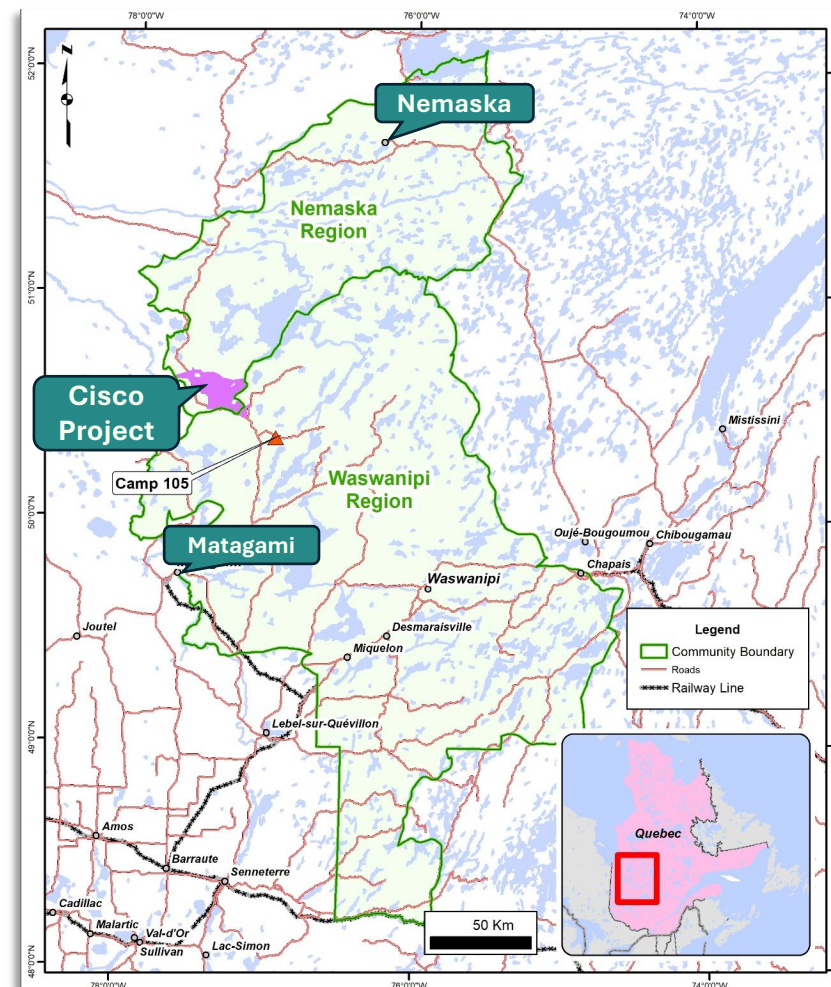 78°0'0"W
76°0'0"W
74°0'0"W
52°0'0"N
N
Nemaska
Nemaska
Region
51°0'0"N
Cisco
Project
Mistissini
Camp 105
Waswanipi
Region
50°0'0"N
Matagami
Oujé-Bougoumou
Chibougamau
Chapais
Waswanipi
Joutel
Desmaraisville
Miquelon
Legend
Community Boundary
Roads
Railway Line
49°0'0"N
Lebel-sur-Quévillon
Quebec
Amos
Barraute
Senneterre
Cadillac
Malartic
Val-d'Or
Sullivan
Lac-Simon
50 Km
48°0'0"N
78°0'0"W
76°0'0"W
74°0'0"W